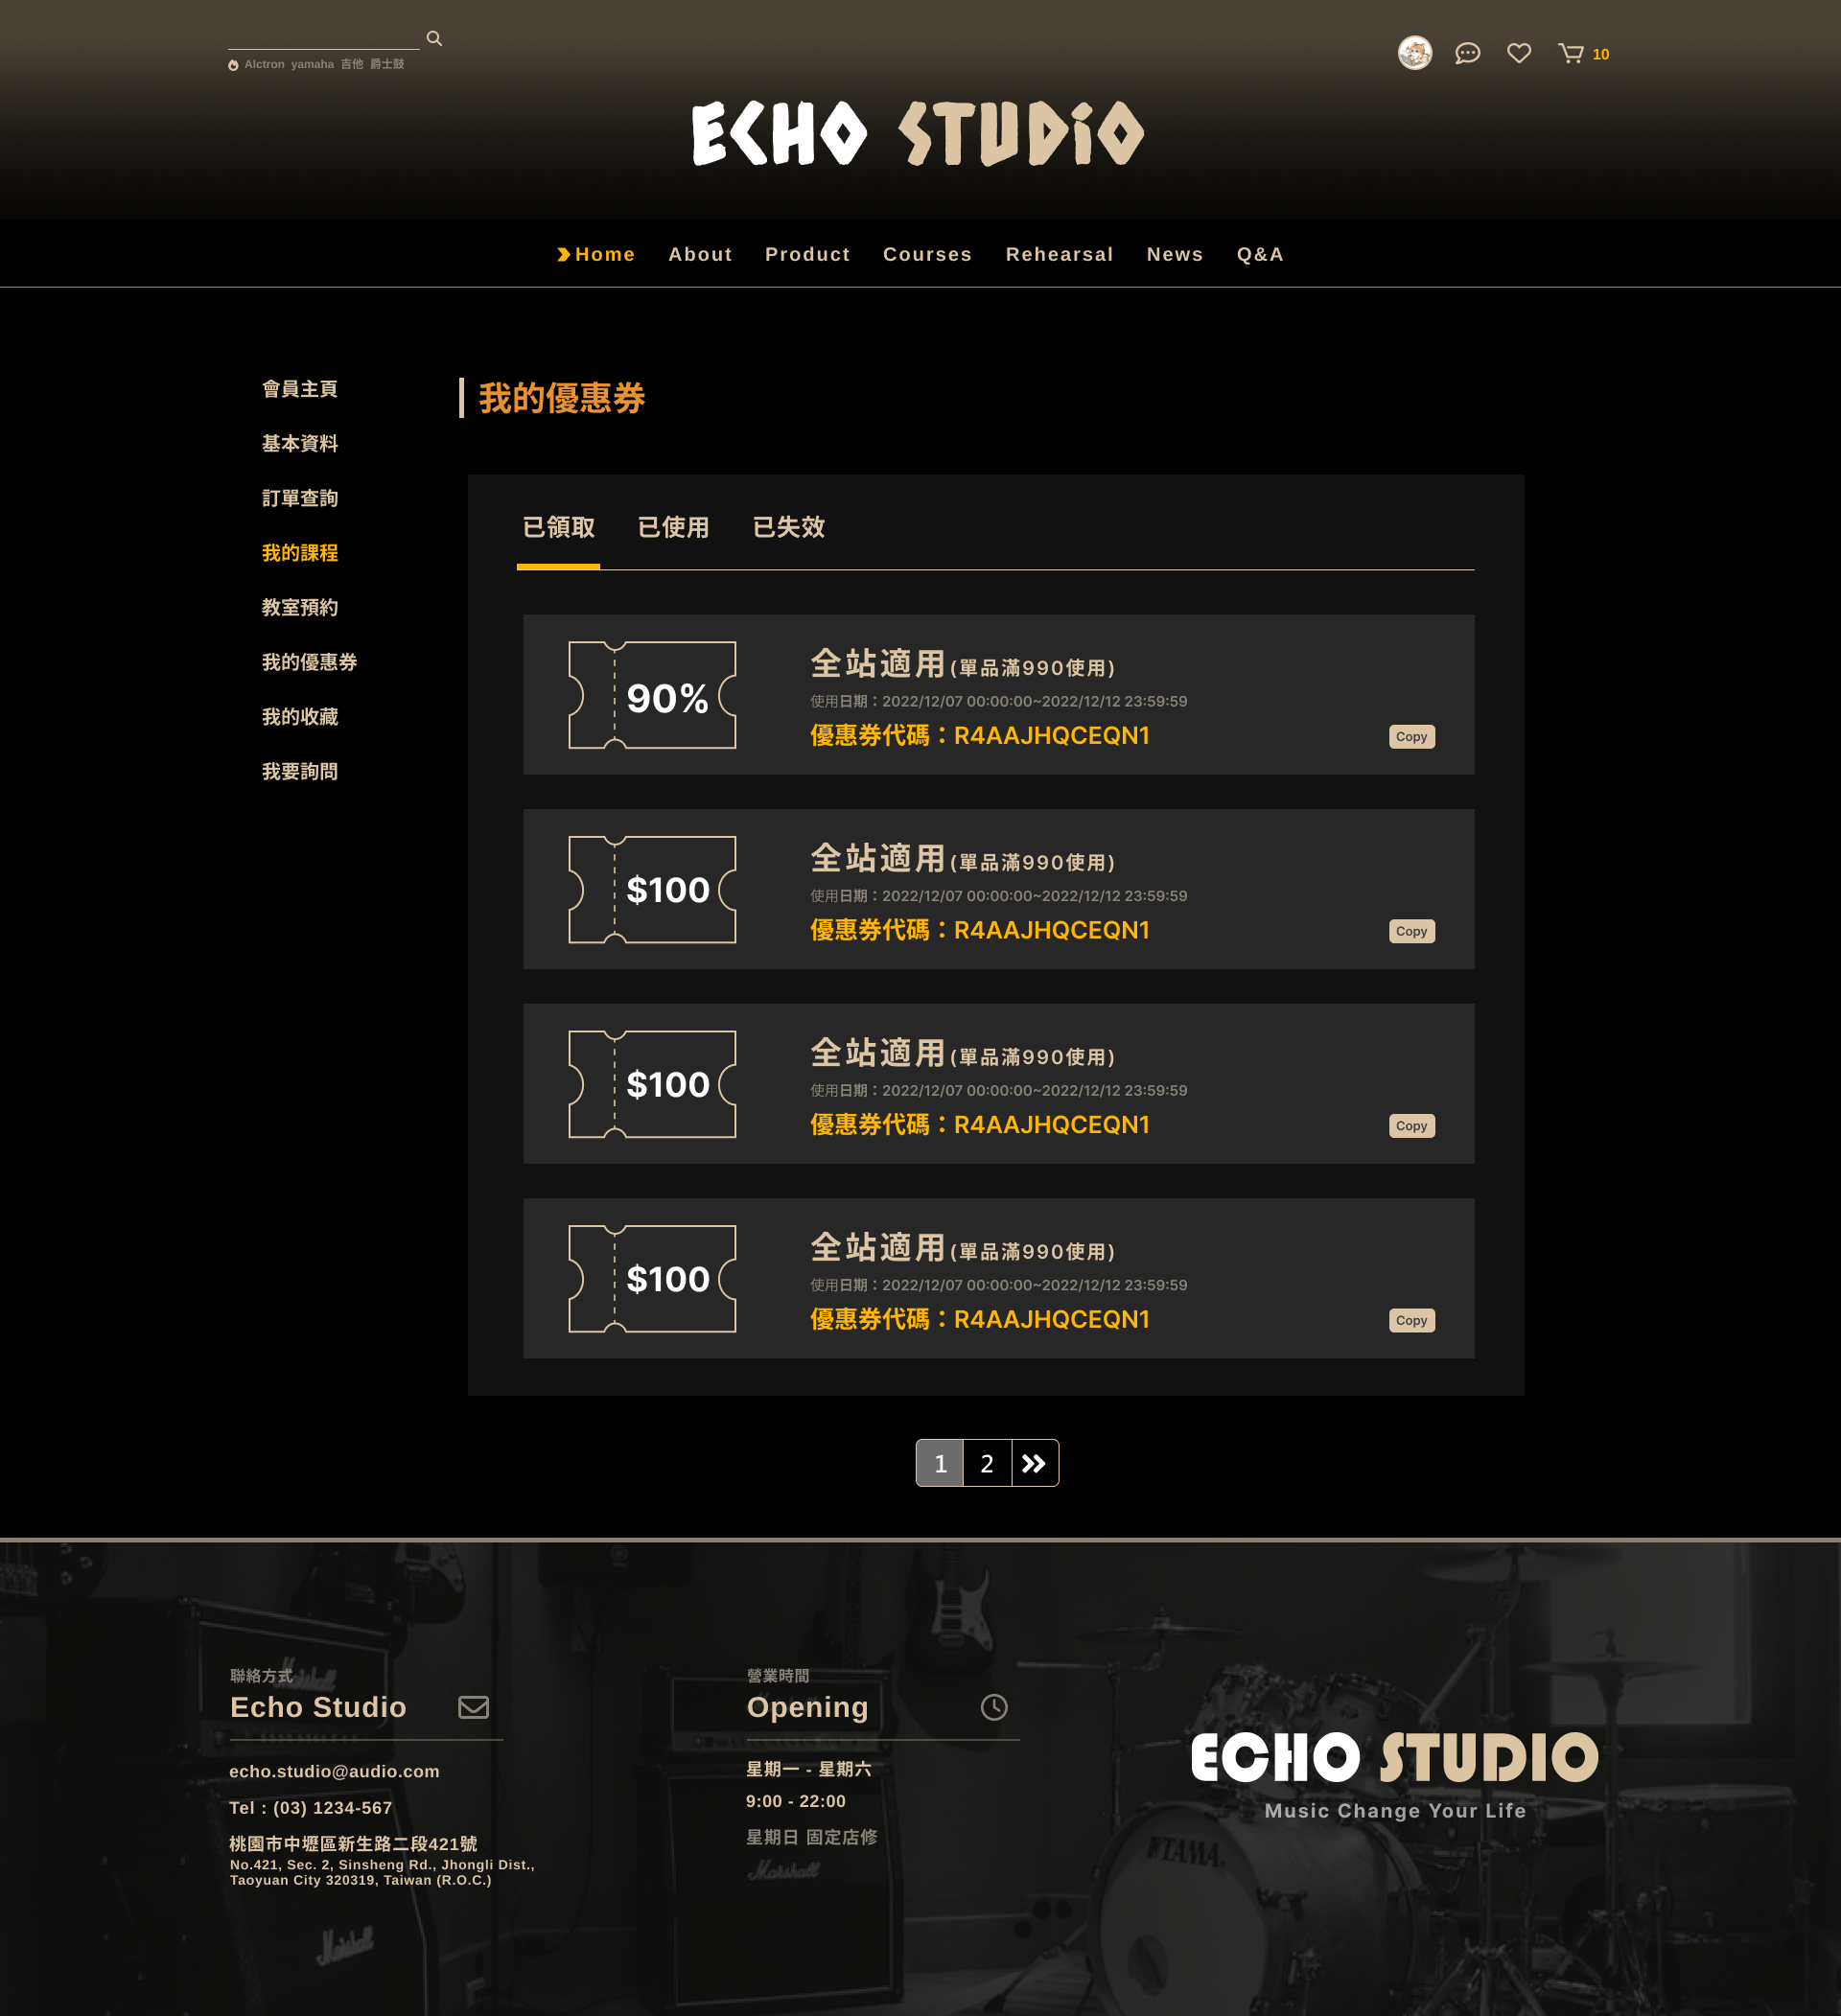 Alctron yamaha 吉他 爵士鼓
10
ECHO STUDiO
Home About Product Courses Rehearsal News Q&A
會員主頁
基本資料
訂單查詢
我的課程
教室預約
我的優惠券
我的收藏
我要詢問
我的優惠券
已領取 已使用 已失效
90%
全站適用(單品滿990使用)
使用日期：2022/12/07 00:00:00~2022/12/12 23:59:59
優惠券代碼：R4AAJHQCEQN1
Copy
$100
全站適用(單品滿990使用)
使用日期：2022/12/07 00:00:00~2022/12/12 23:59:59
優惠券代碼：R4AAJHQCEQN1
Copy
$100
全站適用(單品滿990使用)
使用日期：2022/12/07 00:00:00~2022/12/12 23:59:59
優惠券代碼：R4AAJHQCEQN1
Copy
$100
全站適用(單品滿990使用)
使用日期：2022/12/07 00:00:00~2022/12/12 23:59:59
優惠券代碼：R4AAJHQCEQN1
Copy
1 2
聯絡方式
Echo Studio
echo.studio@audio.com
Tel : (03) 1234-567
桃園市中壢區新生路二段421號
No.421, Sec. 2, Sinsheng Rd., Jhongli Dist.,
Taoyuan City 320319, Taiwan (R.O.C.)
營業時間
Opening
星期一 - 星期六
9:00 - 22:00
星期日 固定店修
ECHO STUDIO
Music Change Your Life
Marshall
Marshall
Marshall
TAMA